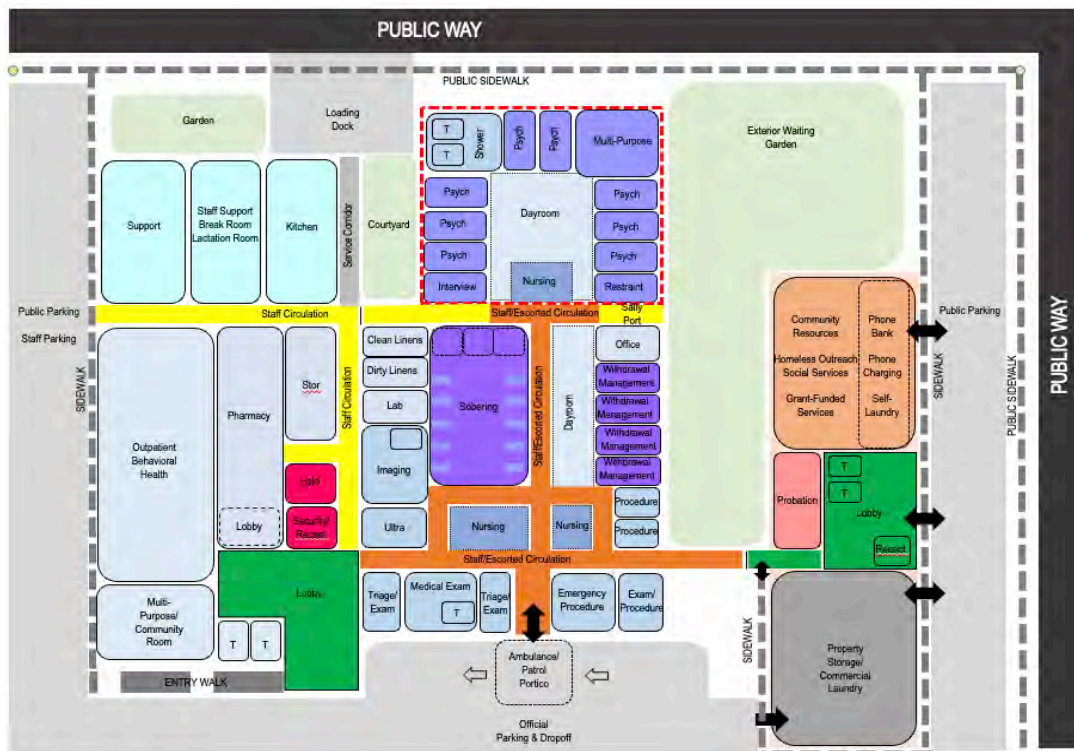 PUBLIC WAY
PUBLIC SIDEWALK
Garden
Loading
Dock
T
T
Shower
Psych
Psych
Multi-Purpose
Exterior Waiting
Garden
Support
Staff Support
Break Room
Lactation Room
Kitchen
Service Corridor
Courtyard
Psych
Psych
Psych
Interview
Dayroom
Nursing
Psych
Psych
Psych
Restraint
Public Parking
Staff Parking
SIDEWALK
Staff Circulation
Staff/Escorted Circulation
Sally
Port
Community
Resources
Homeless Outreach
Social Services
Grant-Funded
Services
Phone
Bank
Phone
Charging
Self-
Laundry
Public Parking
SIDEWALK
PUBLIC SIDEWALK
PUBLIC WAY
Outpatient
Behavioral
Health
Pharmacy
Lobby
Stor
Hold
Security/
Recept
Staff Circulation
Clean Linens
Dirty Linens
Lab
Imaging
Ultra
Sobering
Staff/Escorted Circulation
Dayroom
Office
Withdrawal
Management
Withdrawal
Management
Withdrawal
Management
Withdrawal
Management
Procedure
Procedure
Nursing
Nursing
Staff/Escorted Circulation
Probation
T
T
Lobby
Recept
Multi-
Purpose/
Community
Room
Lobby
T
T
ENTRY WALK
Triage/
Exam
Medical Exam
T
Triage/
Exam
Emergency
Procedure
Exam/
Procedure
Ambulance/
Patrol
Portico
Official
Parking & Dropoff
SIDEWALK
Property
Storage/
Commercial
Laundry